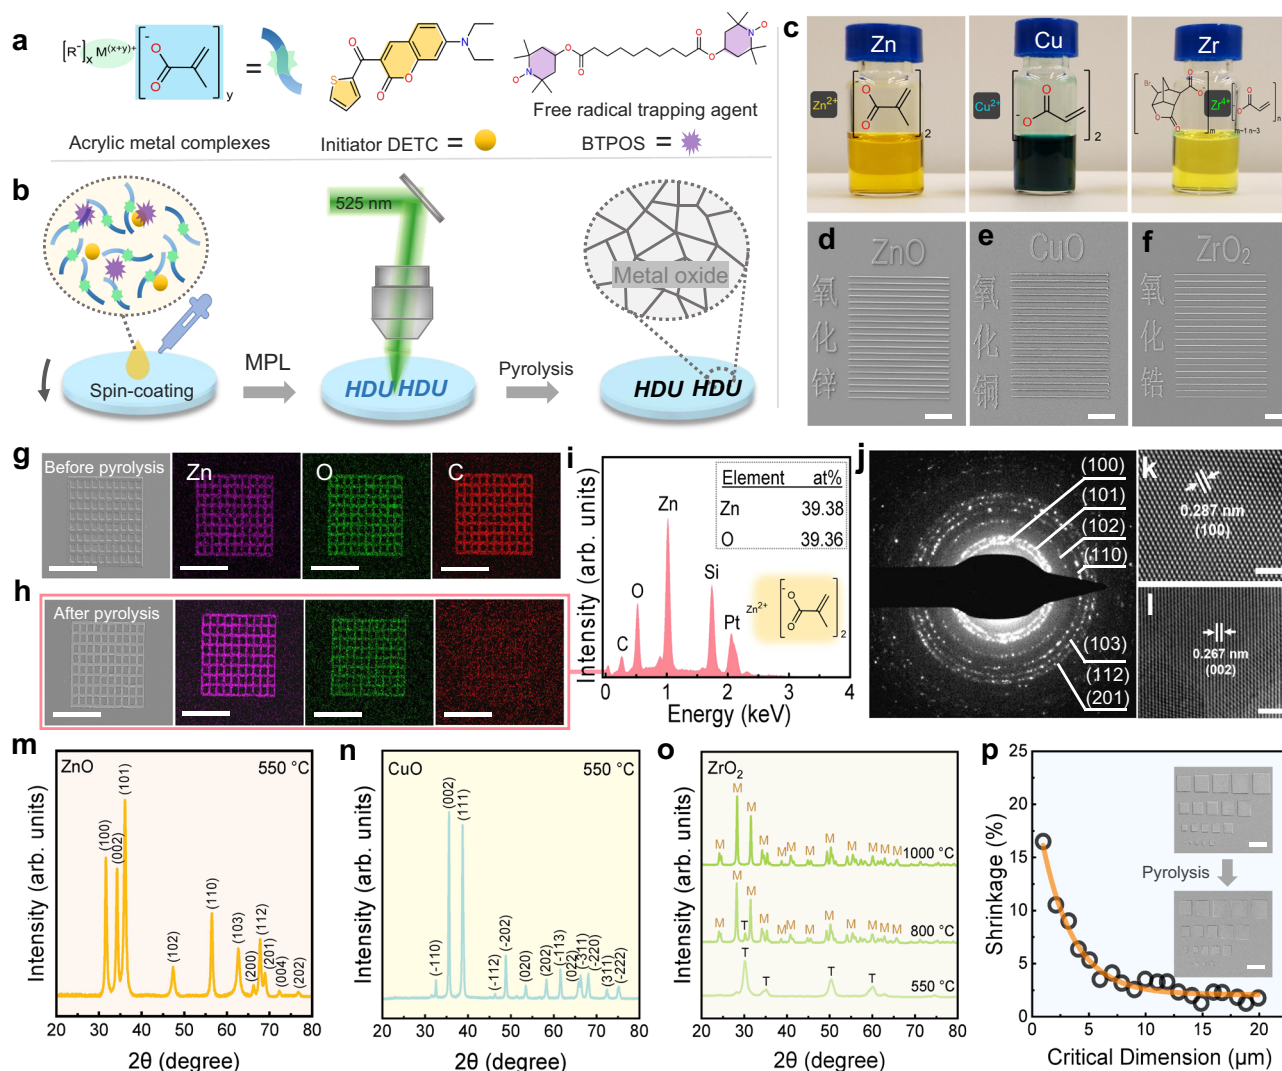 a
[R⁻]ₓ M⁽ˣ⁺ʸ⁾⁺
-
O
O
y
=
Acrylic metal complexes
S
O
O
O
N
Initiator DETC =
N
O
O
O
O
O
N
O
Free radical trapping agent
BTPOS =
b
Spin-coating
MPL
525 nm
HDU HDU
Pyrolysis
Metal oxide
HDU HDU
c
Zn
Zn²⁺
-
O
O
2
Cu
Cu²⁺
-
O
O
2
Zr
Br
O
O
O
O
m
Zr⁴⁺
O
O
n
m~1 n~3
d
ZnO
氧
化
锌
e
CuO
氧
化
铜
f
ZrO₂
氧
化
锆
g
Before pyrolysis
Zn
O
C
h
After pyrolysis
i
Intensity (arb. units)
C
O
Zn
Si
Pt
Element at%
Zn 39.38
O 39.36
Zn²⁺
-
O
O
2
0 1 2 3 4
Energy (keV)
j
(100)
(101)
(102)
(110)
(103)
(112)
(201)
k
0.287 nm
(100)
l
0.267 nm
(002)
m
ZnO 550 °C
Intensity (arb. units)
(100)
(002)
(101)
(102)
(110)
(103)
(200)
(112)
(201)
(004)
(202)
20 30 40 50 60 70 80
2θ (degree)
n
CuO 550 °C
Intensity (arb. units)
(-110)
(002)
(111)
(-112)
(-202)
(020)
(202)
(-113)
(022)
(-311)
(-220)
(311)
(-222)
20 30 40 50 60 70 80
2θ (degree)
o
ZrO₂
Intensity (arb. units)
M M M M M M M M M M M M M
1000 °C
M M T M M M M M M M M M M M
800 °C
T T T T
550 °C
20 30 40 50 60 70 80
2θ (degree)
p
Shrinkage (%)
25
20
15
10
5
0
Pyrolysis
0 5 10 15 20
Critical Dimension (μm)